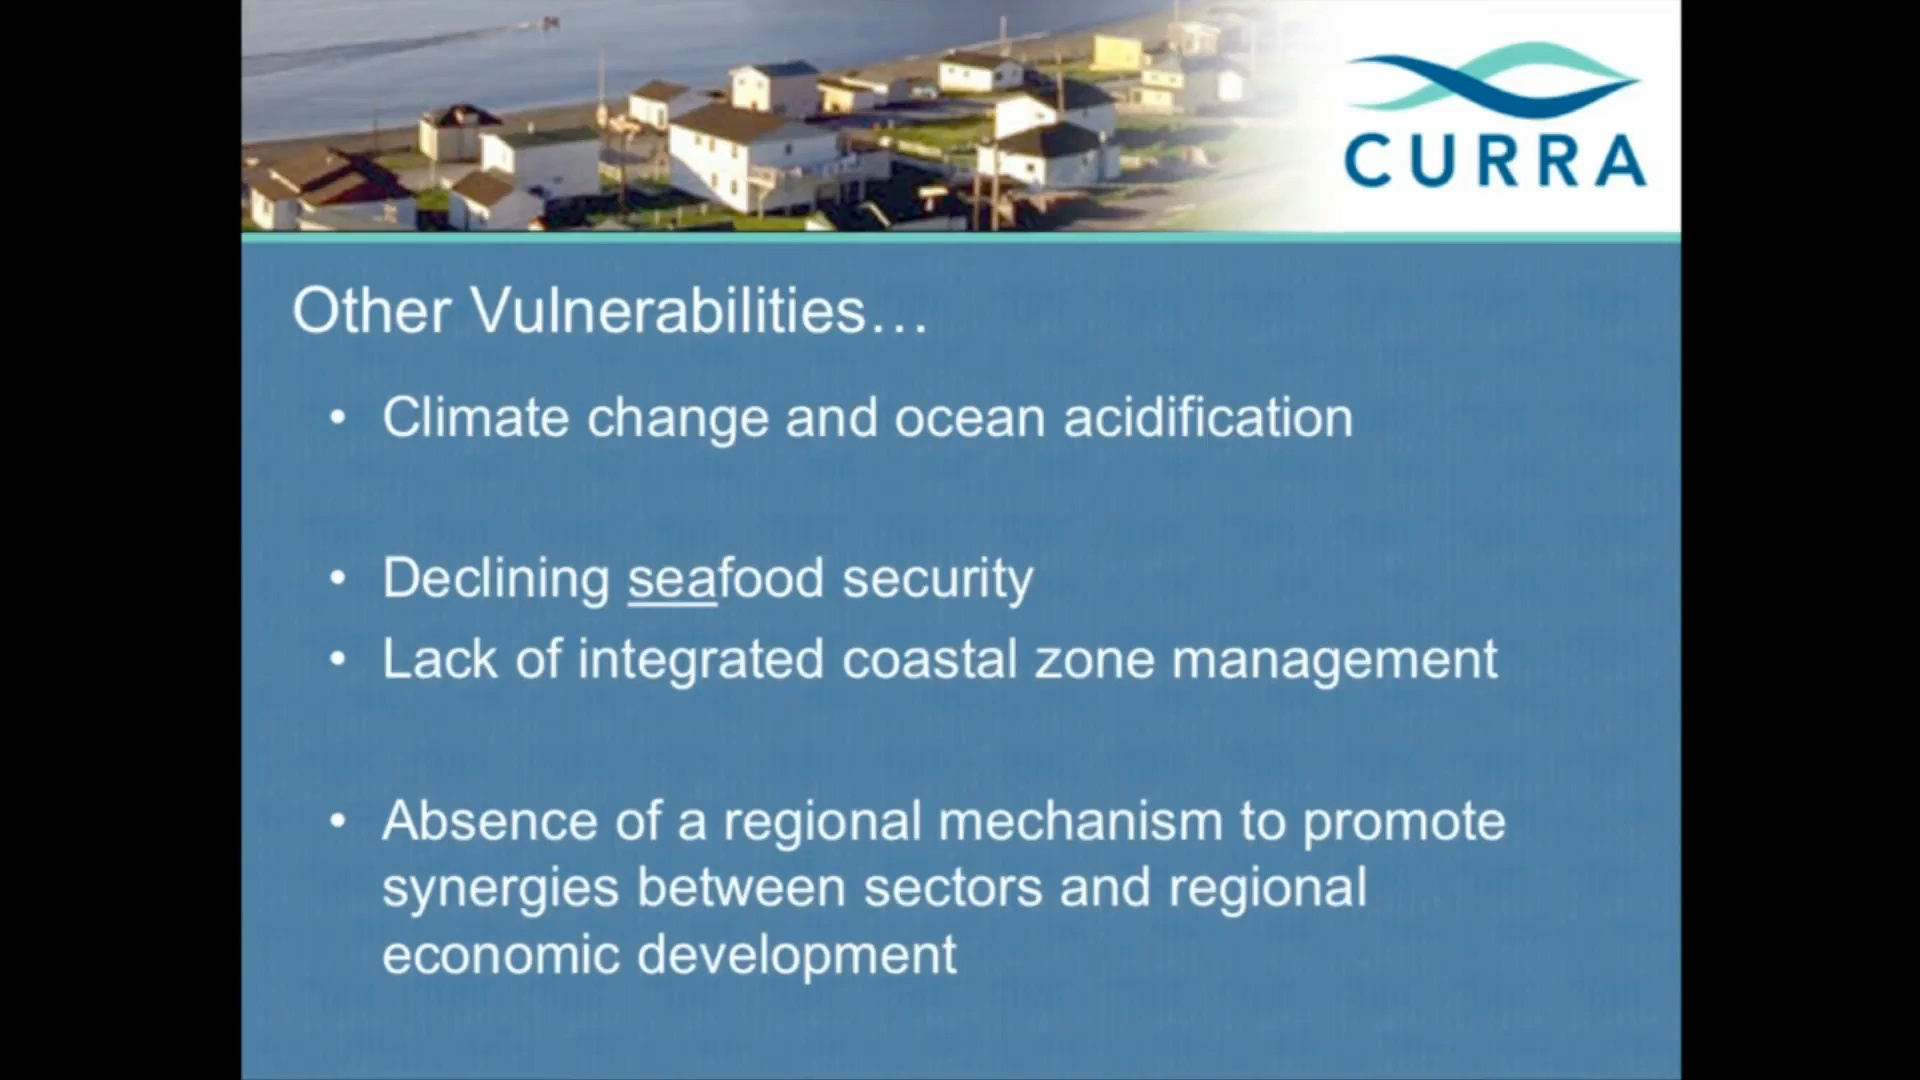 CURRA
Other Vulnerabilities…
• Climate change and ocean acidification
• Declining seafood security
• Lack of integrated coastal zone management
• Absence of a regional mechanism to promote
synergies between sectors and regional
economic development